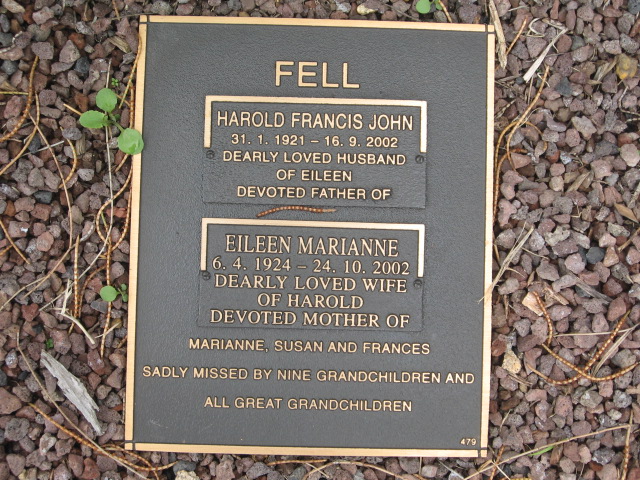 FELL
HAROLD FRANCIS JOHN
31. 1. 1921 – 16. 9. 2002
DEARLY LOVED HUSBAND
OF EILEEN
DEVOTED FATHER OF
EILEEN MARIANNE
6. 4. 1924 – 24. 10. 2002
DEARLY LOVED WIFE
OF HAROLD
DEVOTED MOTHER OF
MARIANNE, SUSAN AND FRANCES
SADLY MISSED BY NINE GRANDCHILDREN AND
ALL GREAT GRANDCHILDREN
479